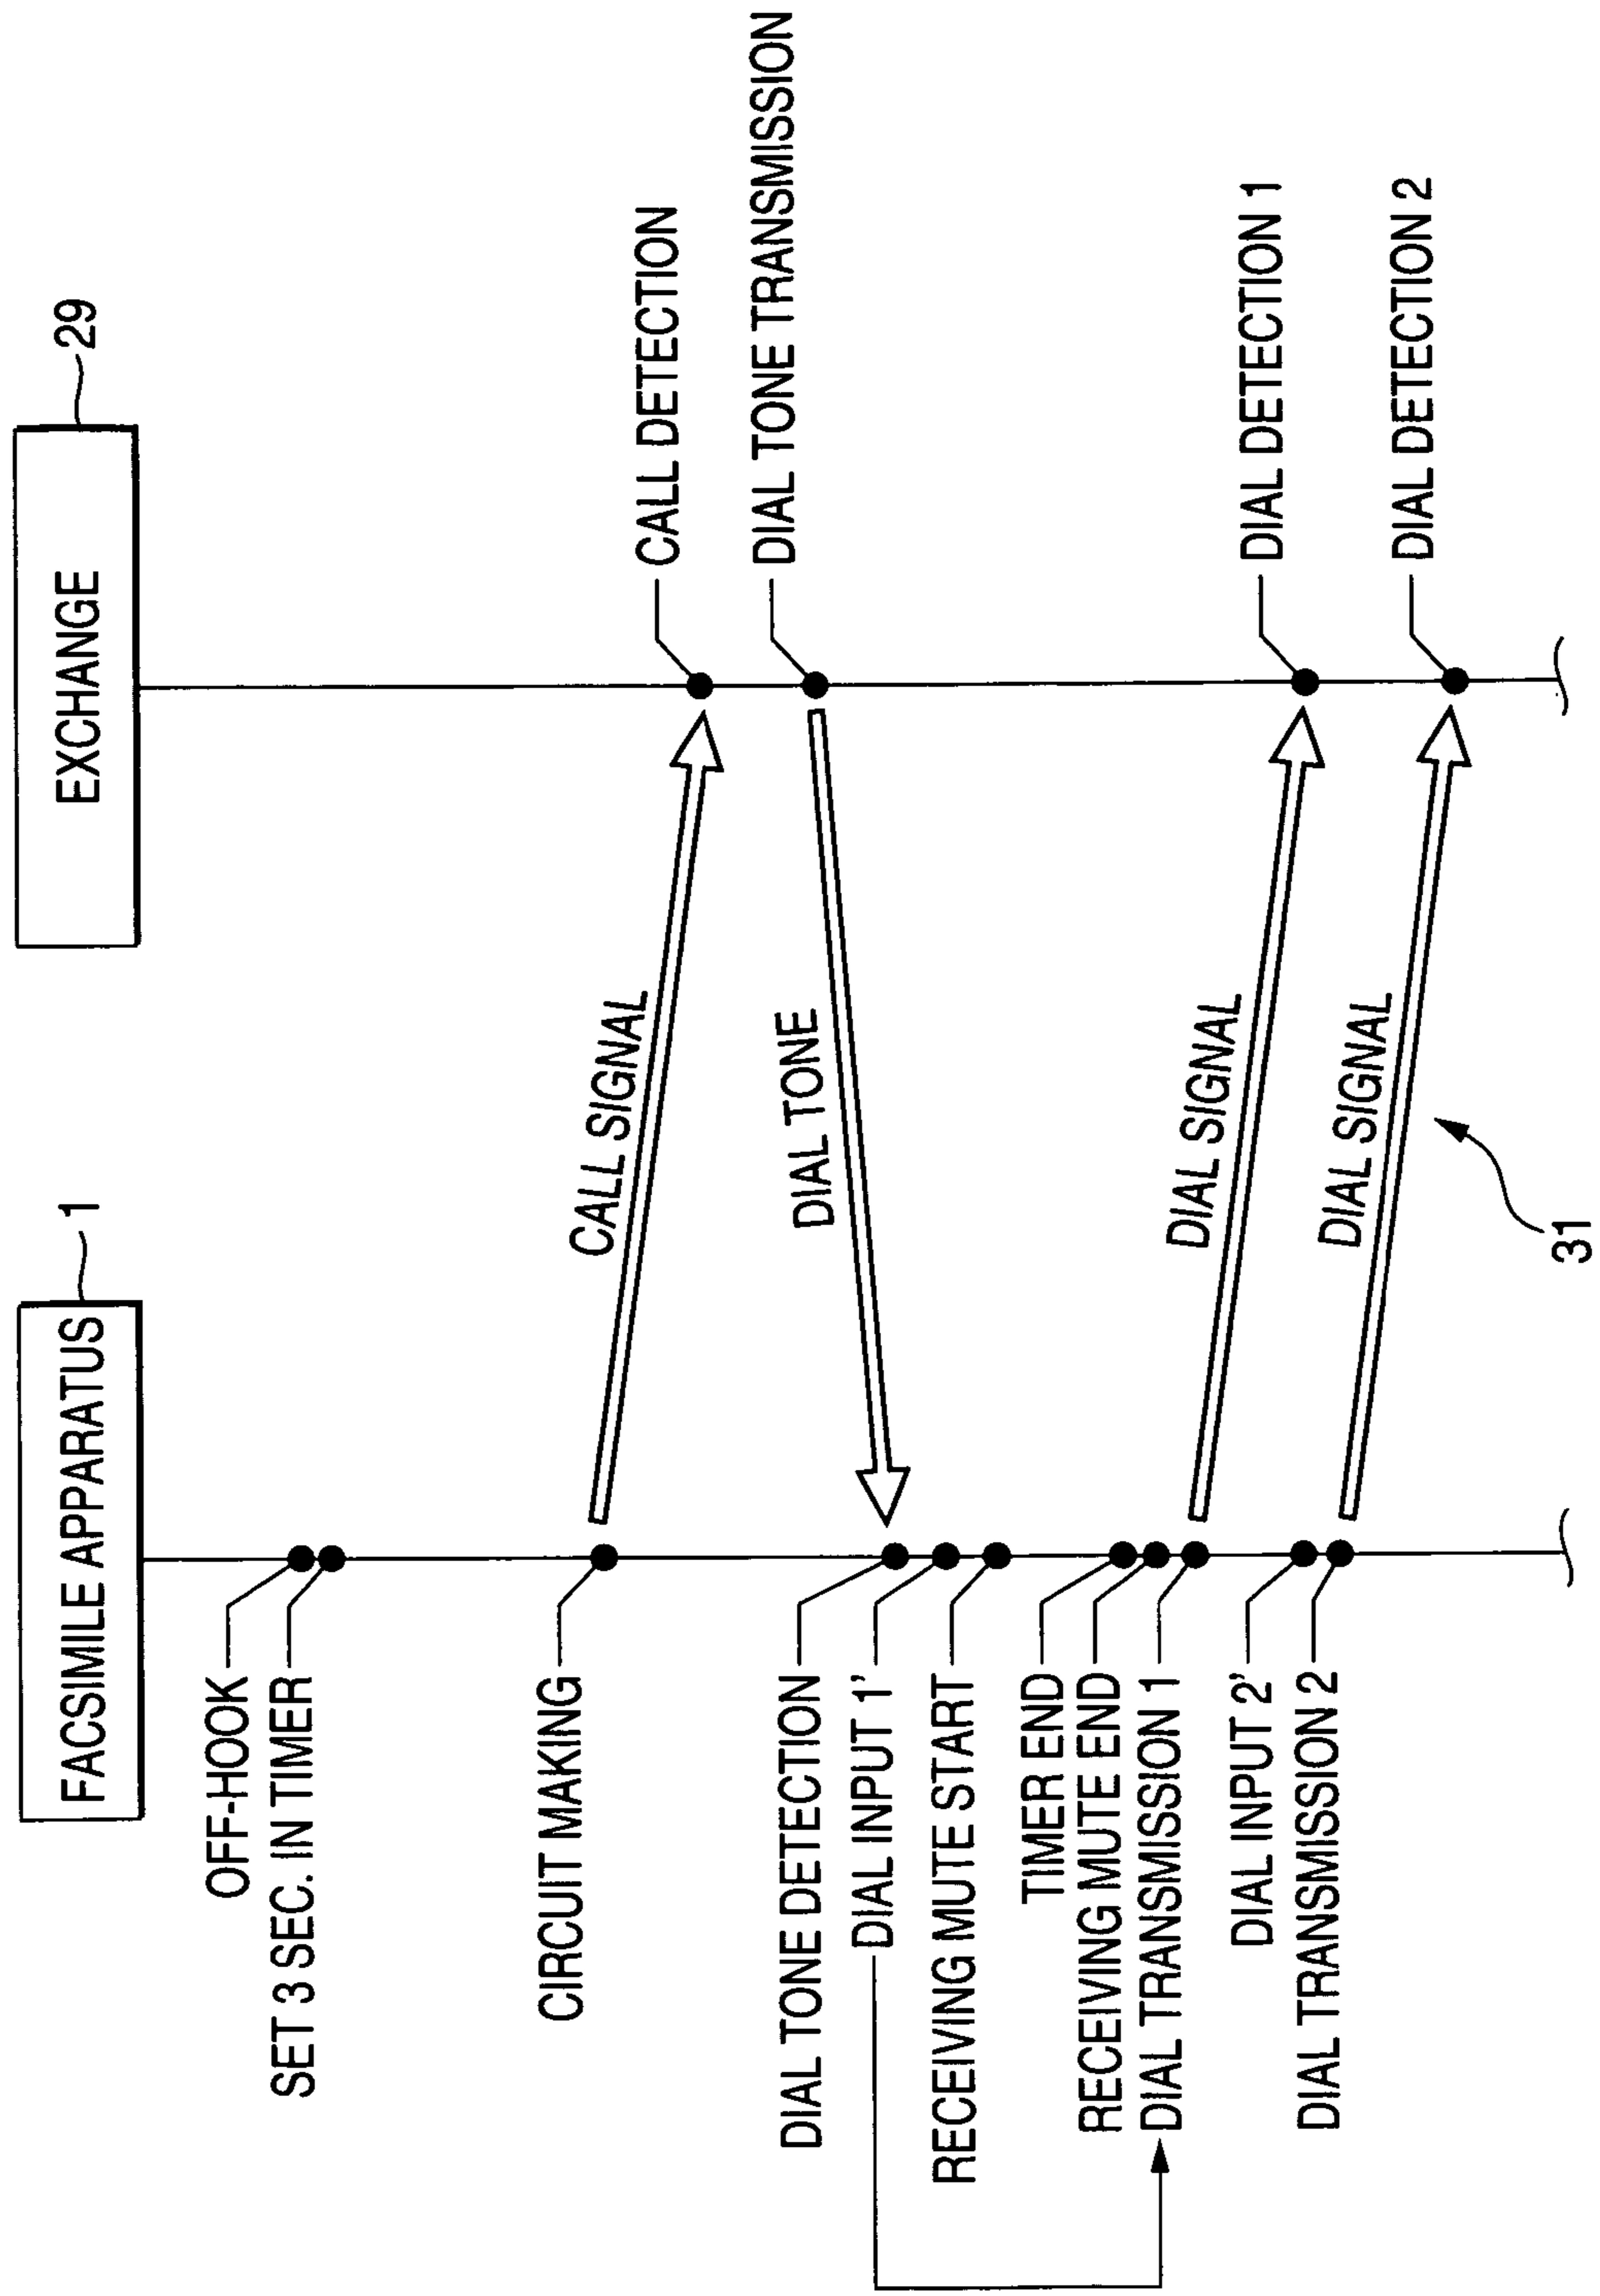 FACSIMILE APPARATUS
1
EXCHANGE
29
OFF-HOOK
SET 3 SEC. IN TIMER
CIRCUIT MAKING
CALL SIGNAL
CALL DETECTION
DIAL TONE TRANSMISSION
DIAL TONE
DIAL TONE DETECTION
DIAL INPUT 1'
RECEIVING MUTE START
TIMER END
RECEIVING MUTE END
DIAL TRANSMISSION 1
DIAL SIGNAL
DIAL DETECTION 1
DIAL INPUT 2'
DIAL TRANSMISSION 2
DIAL SIGNAL
DIAL DETECTION 2
31